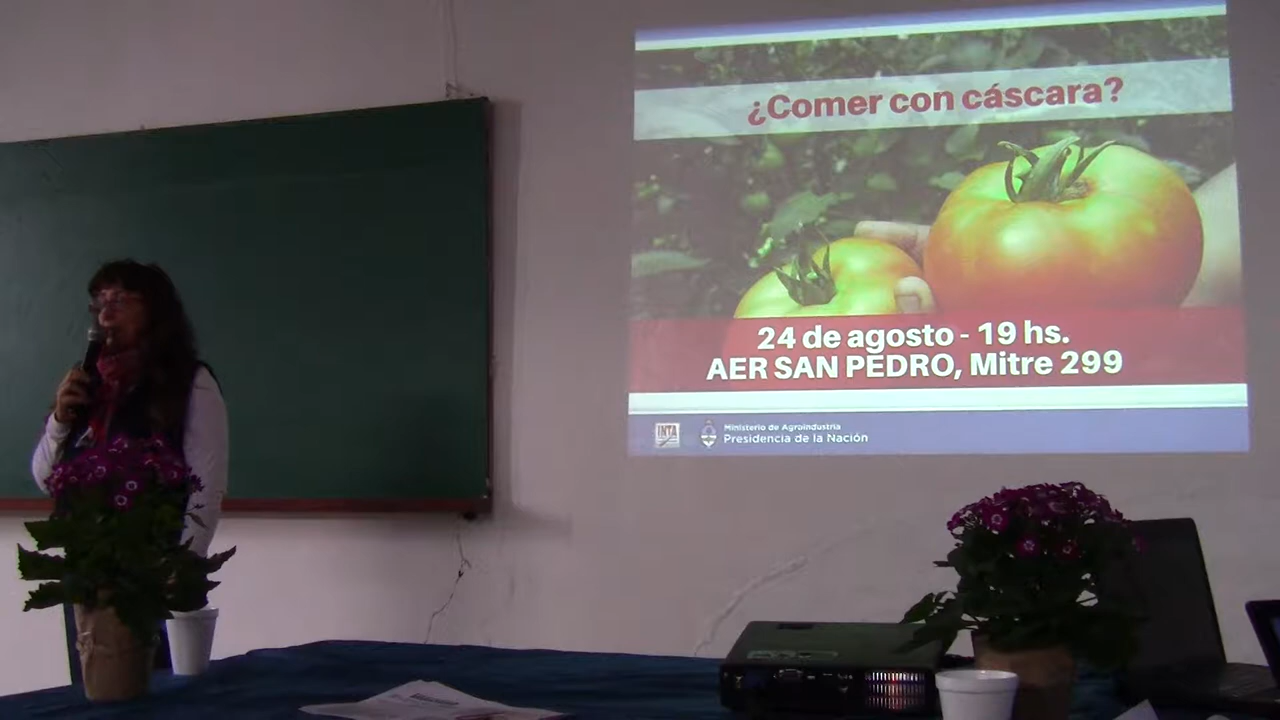 ¿Comer con cáscara?
24 de agosto - 19 hs.
AER SAN PEDRO, Mitre 299
INTA
Ministerio de Agroindustria
Presidencia de la Nación